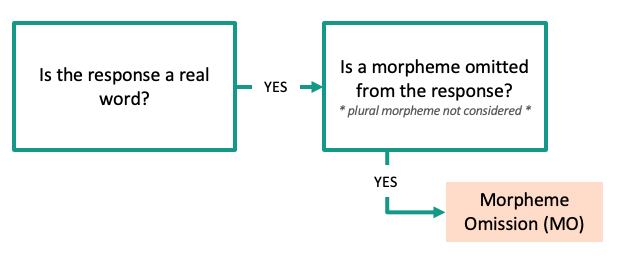 Is the response a real
word?
YES
Is a morpheme omitted
from the response?
* plural morpheme not considered *
YES
Morpheme
Omission (MO)